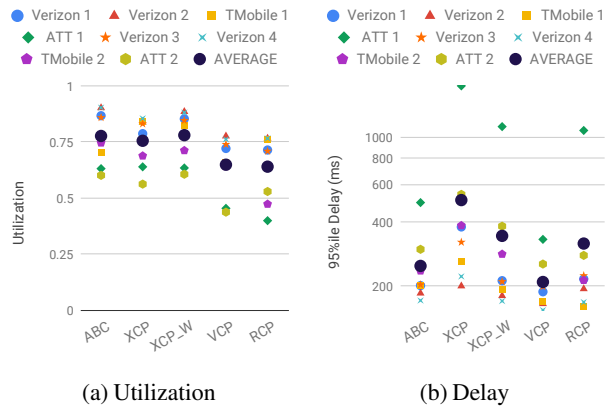 Verizon 1 Verizon 2 TMobile 1
ATT 1 Verizon 3 Verizon 4
TMobile 2 ATT 2 AVERAGE
1
0.75
0.5
0.25
0
Utilization
ABC XCP XCP_W VCP RCP
(a) Utilization
Verizon 1 Verizon 2 TMobile 1
ATT 1 Verizon 3 Verizon 4
TMobile 2 ATT 2 AVERAGE
1000
800
600
400
200
95%ile Delay (ms)
ABC XCP XCP_W VCP RCP
(b) Delay